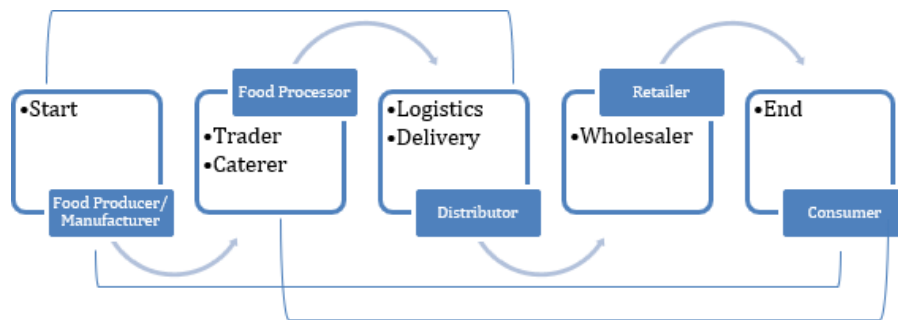 •Start
Food Producer/
Manufacturer
Food Processor
•Trader
•Caterer
•Logistics
•Delivery
Distributor
Retailer
•Wholesaler
•End
Consumer